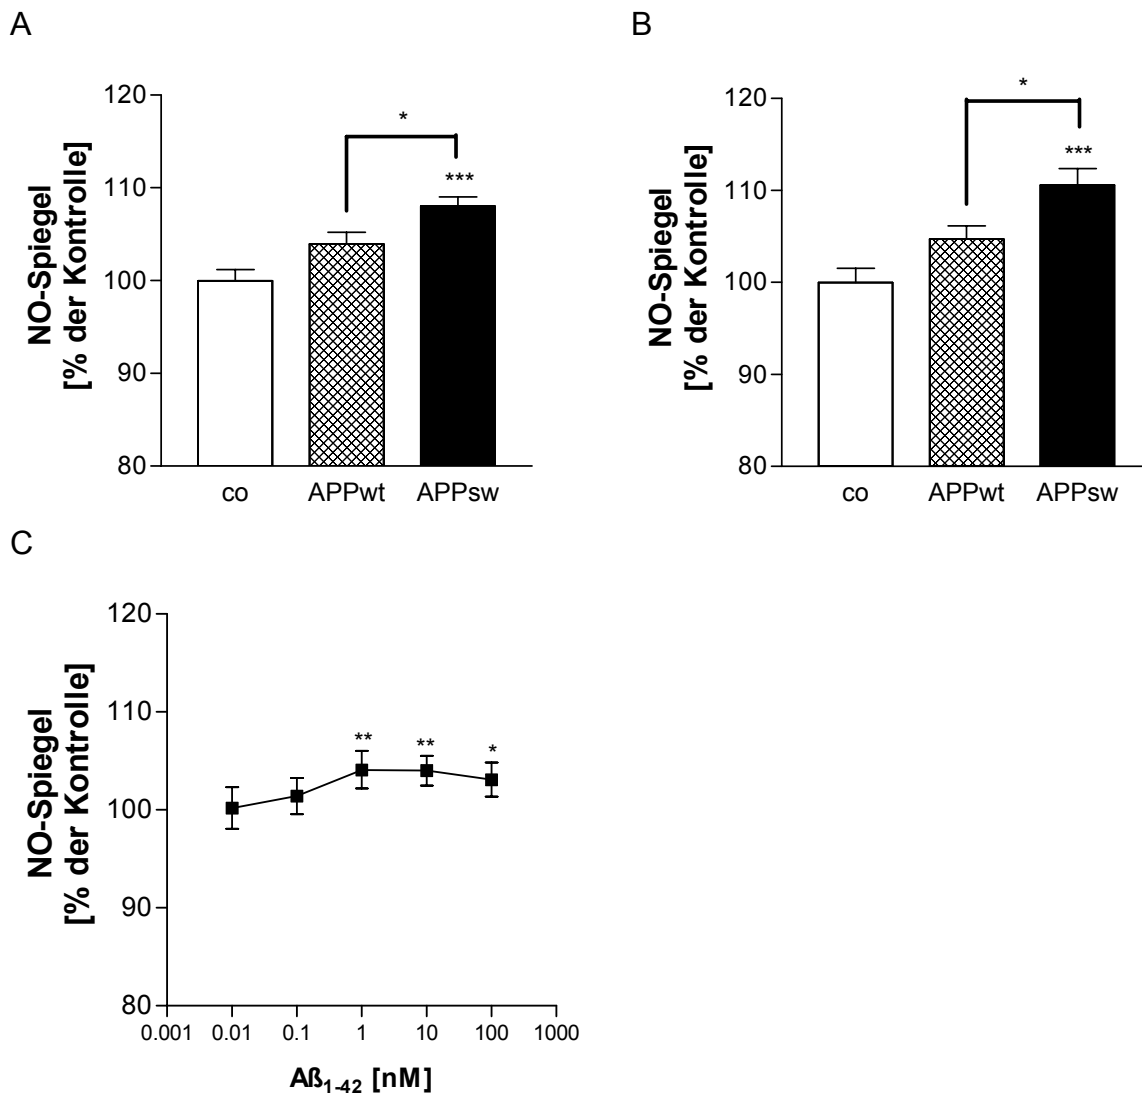 A
120
110
100
90
80
NO-Spiegel
[% der Kontrolle]
*
***
co
APPwt
APPsw
B
120
110
100
90
80
NO-Spiegel
[% der Kontrolle]
*
***
co
APPwt
APPsw
C
120
110
100
90
80
NO-Spiegel
[% der Kontrolle]
**
**
*
0.001
0.01
0.1
1
10
100
1000
Aß1-42 [nM]